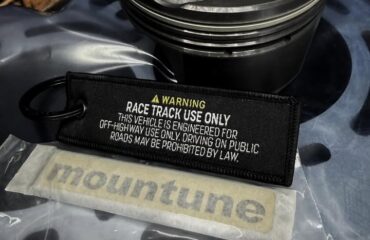 ⚠ WARNING
RACE TRACK USE ONLY
THIS VEHICLE IS ENGINEERED FOR
OFF-HIGHWAY USE ONLY. DRIVING ON PUBLIC
ROADS MAY BE PROHIBITED BY LAW.
mountune